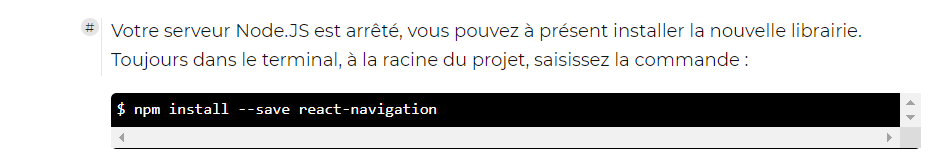 #
Votre serveur Node.JS est arrêté, vous pouvez à présent installer la nouvelle librairie.
Toujours dans le terminal, à la racine du projet, saisissez la commande :
$ npm install --save react-navigation